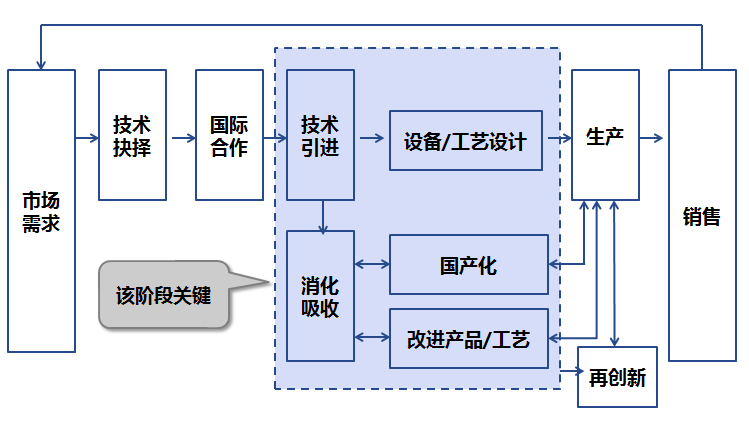 市场
需求
技术
抉择
国际
合作
技术
引进
设备/工艺设计
生产
销售
消化
吸收
国产化
改进产品/工艺
该阶段关键
再创新